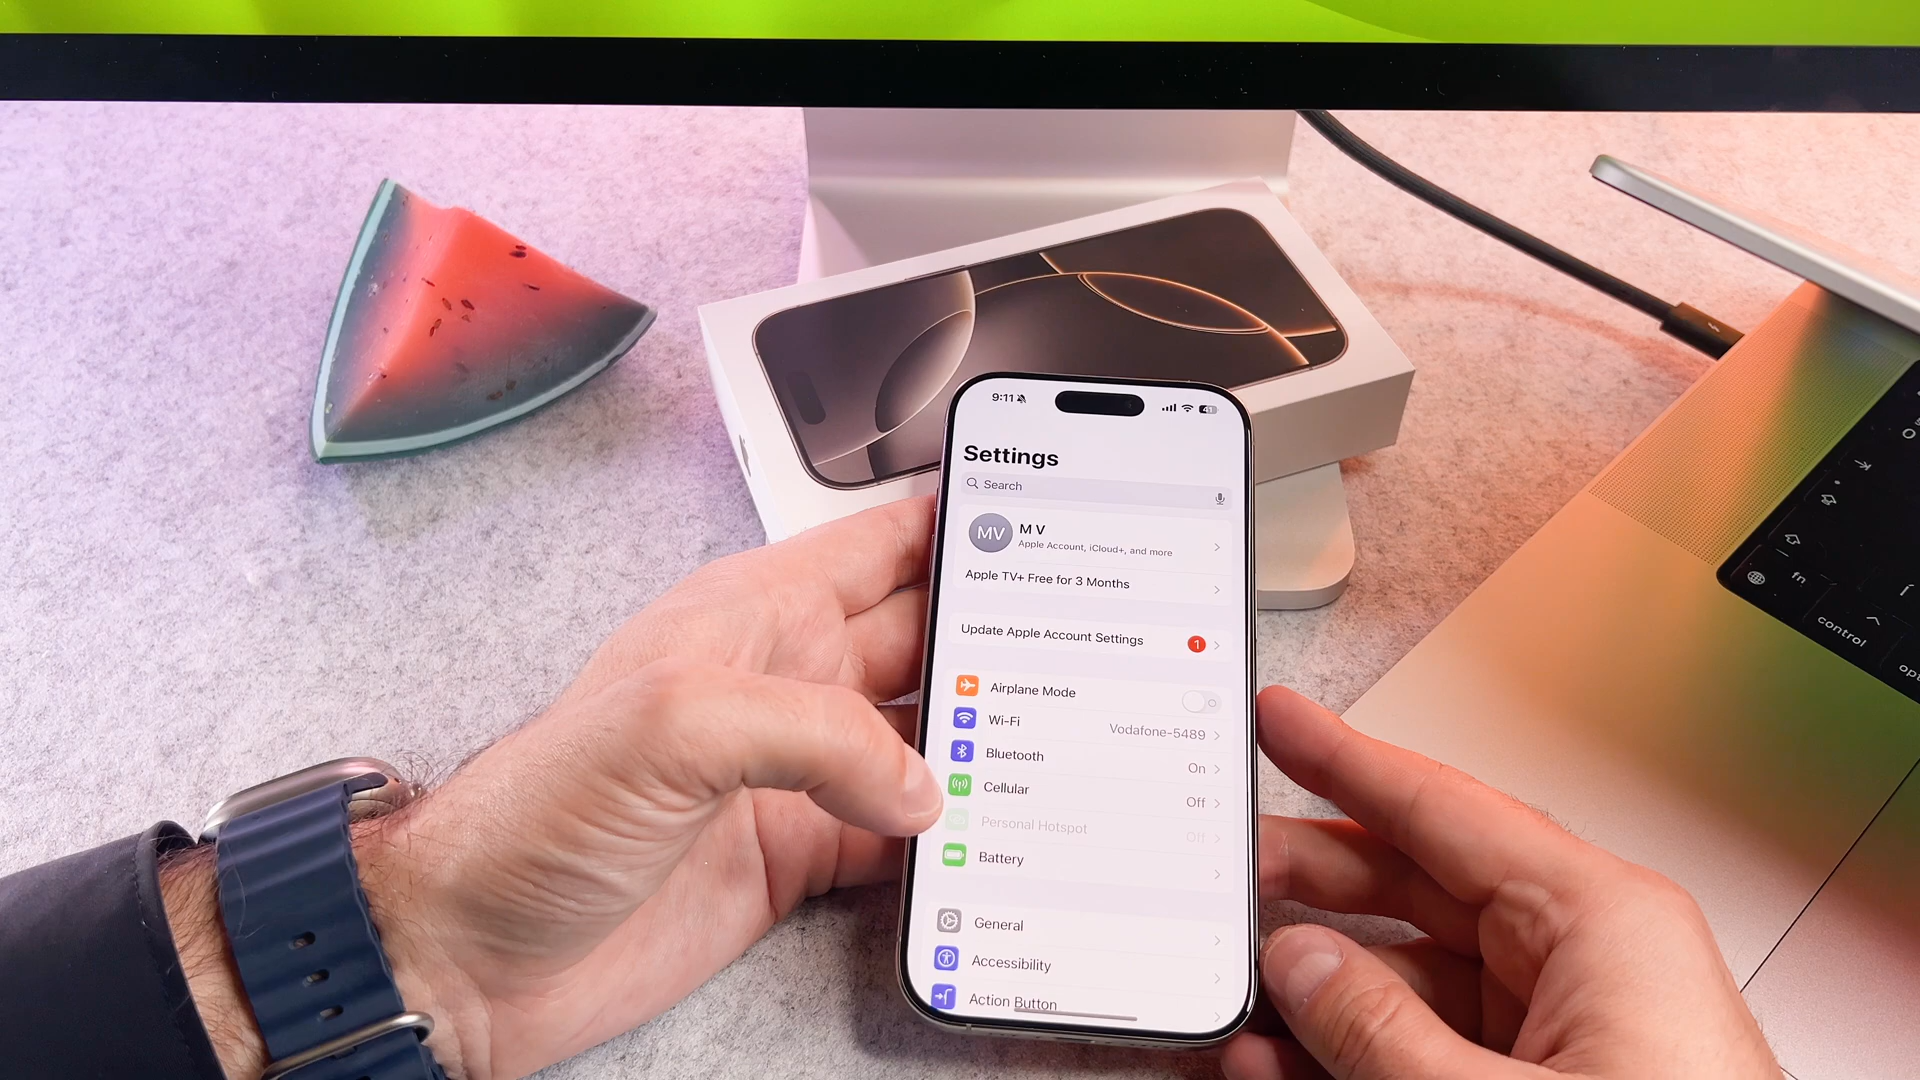 9:11
41
Settings
Search
MV
M V
Apple Account, iCloud+, and more
Apple TV+ Free for 3 Months
Update Apple Account Settings
1
Airplane Mode
Wi-Fi
Vodafone-5489
Bluetooth
On
Cellular
Off
Personal Hotspot
Off
Battery
General
Accessibility
Action Button
fn
control
opt
O